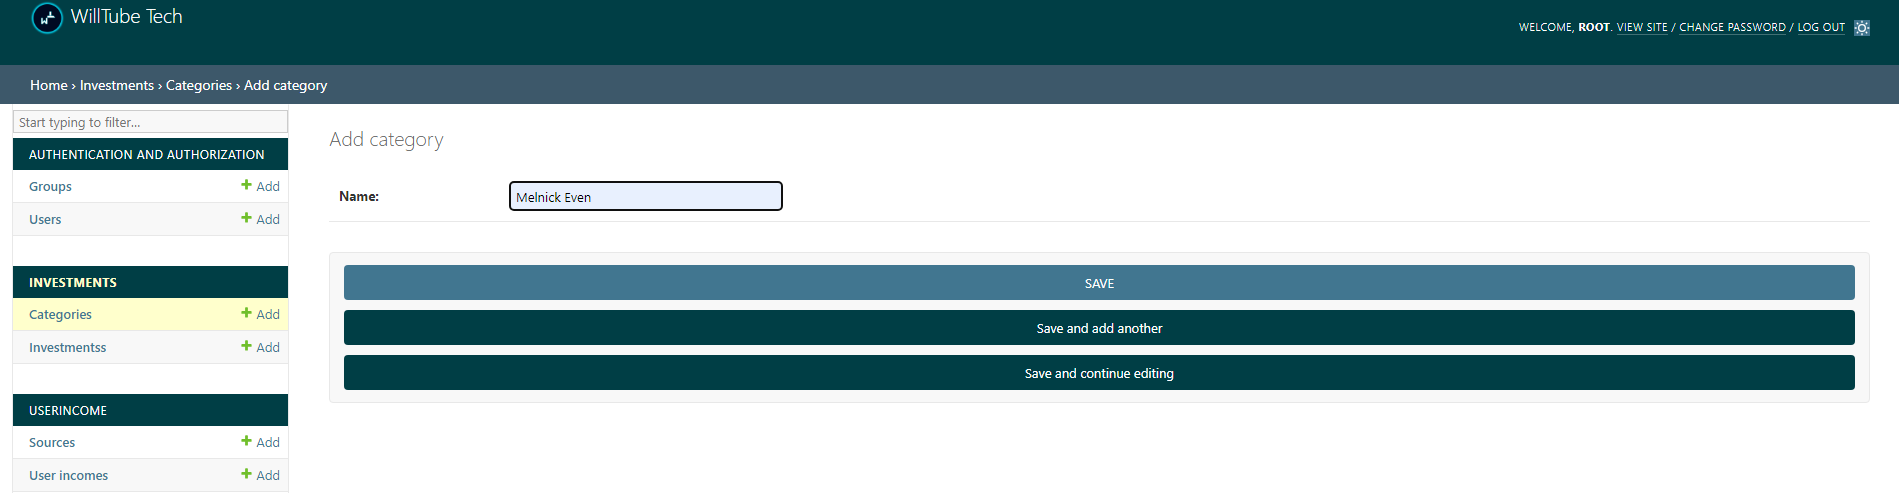 WillTube Tech
WELCOME, ROOT. VIEW SITE / CHANGE PASSWORD / LOG OUT
Home › Investments › Categories › Add category
Start typing to filter...
AUTHENTICATION AND AUTHORIZATION
Groups + Add
Users + Add
INVESTMENTS
Categories + Add
Investmentss + Add
USERINCOME
Sources + Add
User incomes + Add
Add category
Name: Melnick Even
SAVE
Save and add another
Save and continue editing